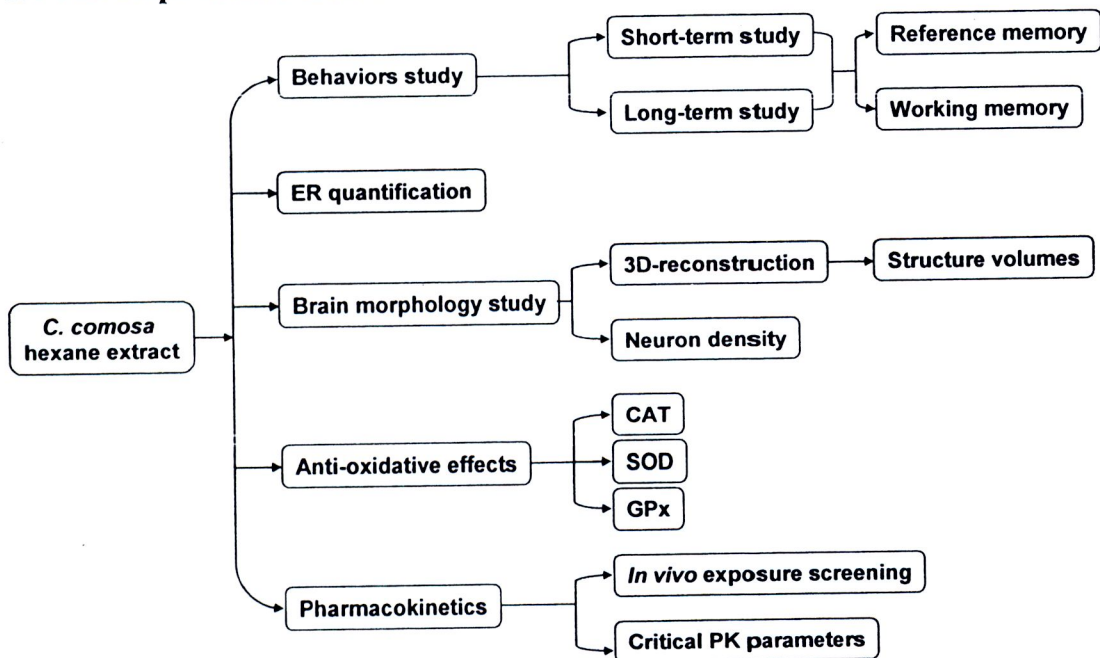 Short-term study
Reference memory
Behaviors study
Long-term study
Working memory
ER quantification
3D-reconstruction
Structure volumes
Brain morphology study
C. comosa
hexane extract
Neuron density
CAT
Anti-oxidative effects
SOD
GPx
In vivo exposure screening
Pharmacokinetics
Critical PK parameters